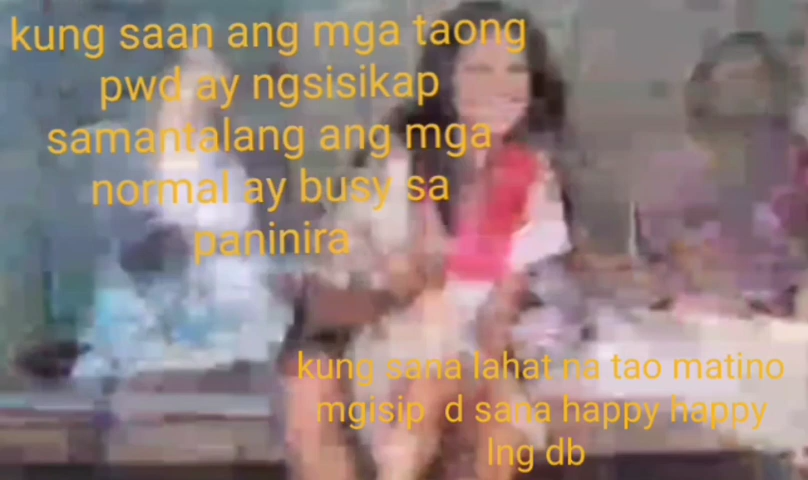 kung saan ang mga taong
pwd ay ngsisikap
samantalang ang mga
normal ay busy sa
paninira
kung sana lahat na tao matino
mgisip d sana happy happy
lng db